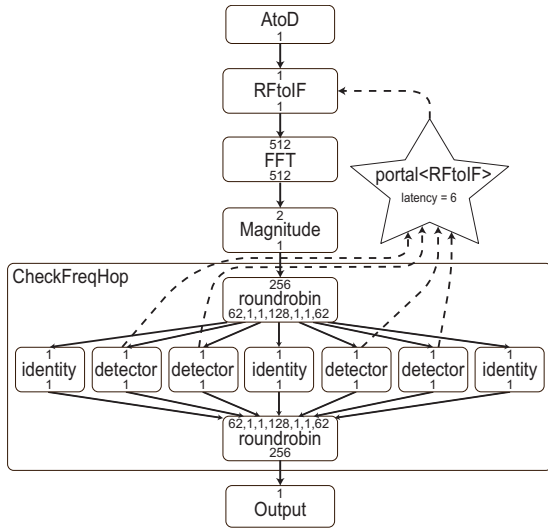 AtoD
1
1
RFtoIF
1
512
FFT
512
portal<RFtoIF>
latency = 6
2
Magnitude
1
CheckFreqHop
256
roundrobin
62,1,1,128,1,1,62
1 1 1 1 1 1 1
identity detector detector identity detector detector identity
1 1 1 1 1 1 1
62,1,1,128,1,1,62
roundrobin
256
1
Output